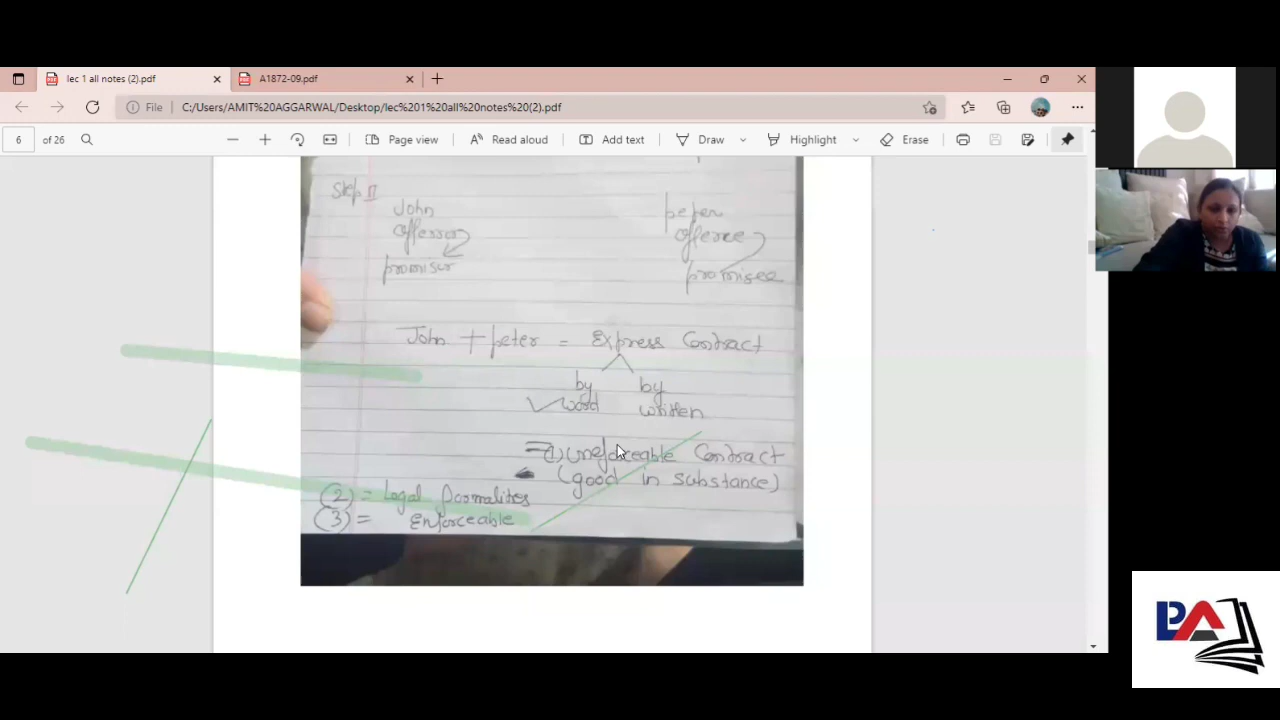 lec 1 all notes (2).pdf
A1872-09.pdf
File
C:/Users/AMIT%20AGGARWAL/Desktop/lec%201%20all%20notes%20(2).pdf
6 of 26
Page view
Read aloud
Add text
Draw
Highlight
Erase
Step II
John peter
offeror offeree
promisor promisee
John + peter = Express Contract
by by
word written
=(1) Uneforceable Contract
(good in substance)
(2) = Legal formalites
(3) = Enforceable